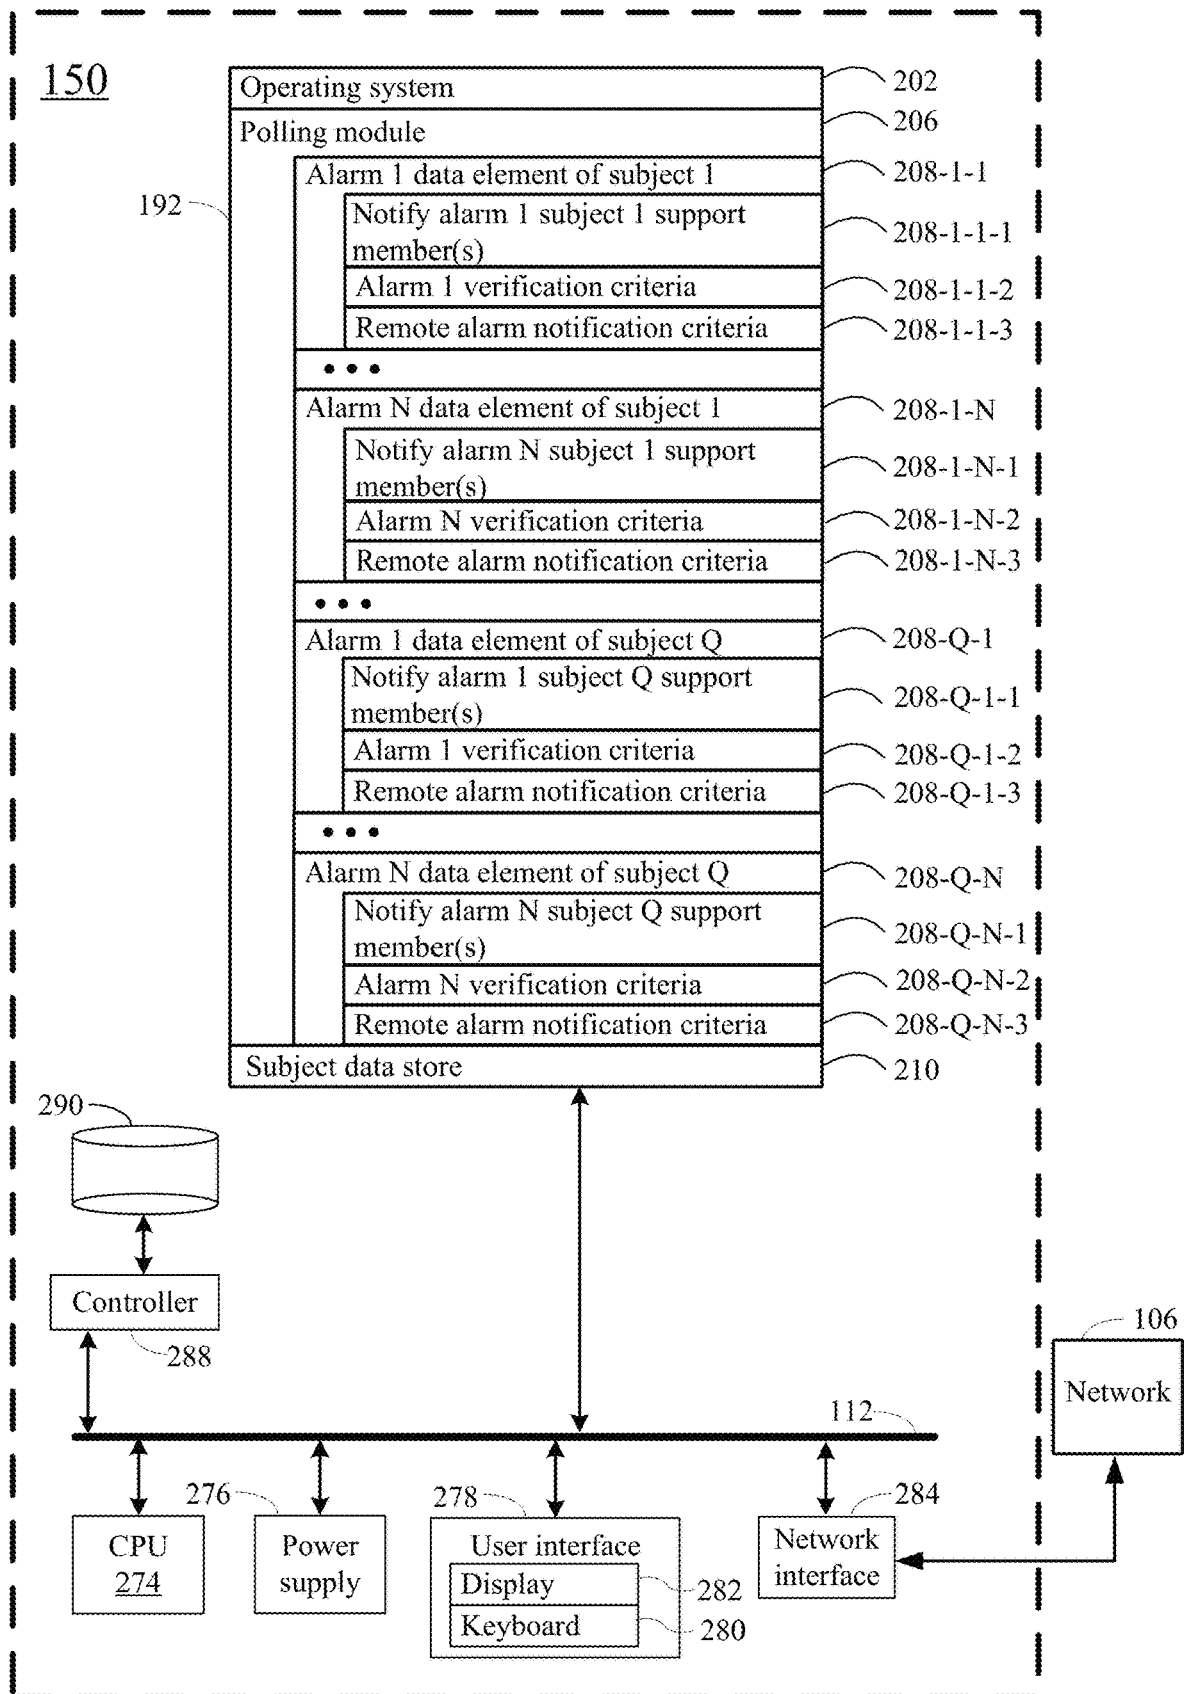 150
Operating system
202
Polling module
206
192
Alarm 1 data element of subject 1
208-1-1
Notify alarm 1 subject 1 support
member(s)
208-1-1-1
Alarm 1 verification criteria
208-1-1-2
Remote alarm notification criteria
208-1-1-3
• • •
Alarm N data element of subject 1
208-1-N
Notify alarm N subject 1 support
member(s)
208-1-N-1
Alarm N verification criteria
208-1-N-2
Remote alarm notification criteria
208-1-N-3
• • •
Alarm 1 data element of subject Q
208-Q-1
Notify alarm 1 subject Q support
member(s)
208-Q-1-1
Alarm 1 verification criteria
208-Q-1-2
Remote alarm notification criteria
208-Q-1-3
• • •
Alarm N data element of subject Q
208-Q-N
Notify alarm N subject Q support
member(s)
208-Q-N-1
Alarm N verification criteria
208-Q-N-2
Remote alarm notification criteria
208-Q-N-3
Subject data store
210
290
Controller
288
106
Network
112
CPU
274
276
Power
supply
278
User interface
Display
282
Keyboard
280
284
Network
interface